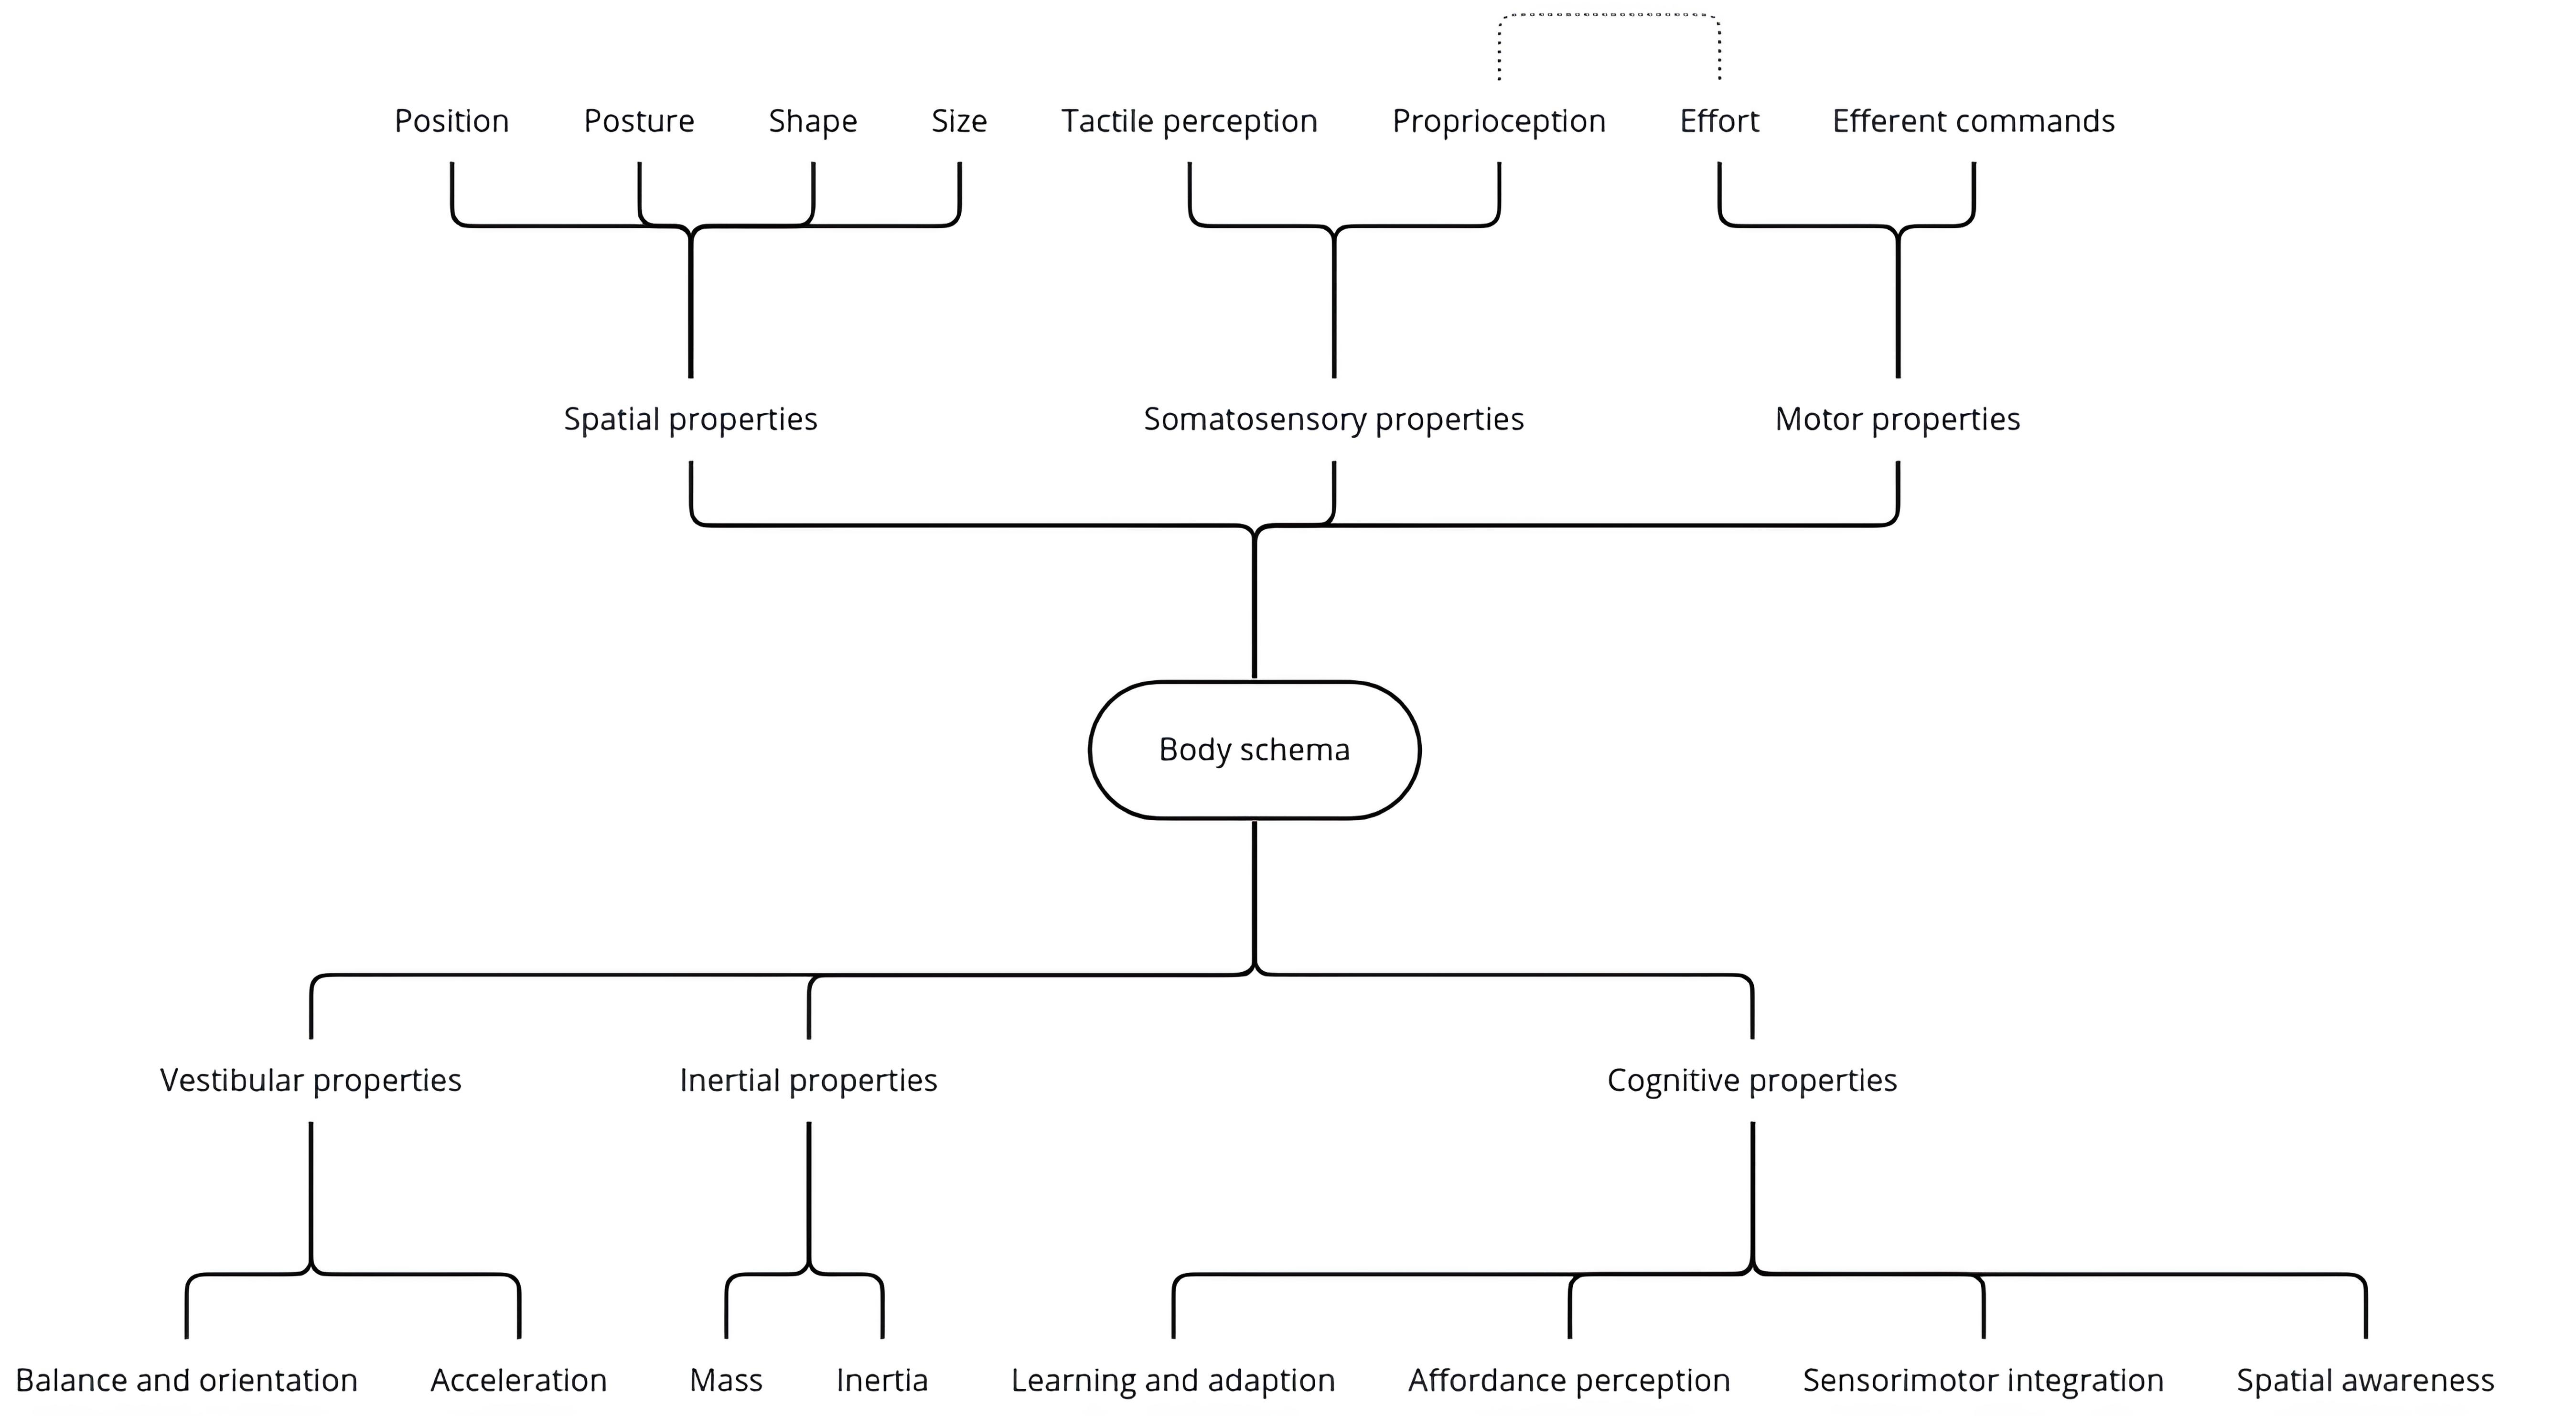 Position
Posture
Shape
Size
Tactile perception
Proprioception
Effort
Efferent commands
Spatial properties
Somatosensory properties
Motor properties
Body schema
Vestibular properties
Inertial properties
Cognitive properties
Balance and orientation
Acceleration
Mass
Inertia
Learning and adaption
Affordance perception
Sensorimotor integration
Spatial awareness